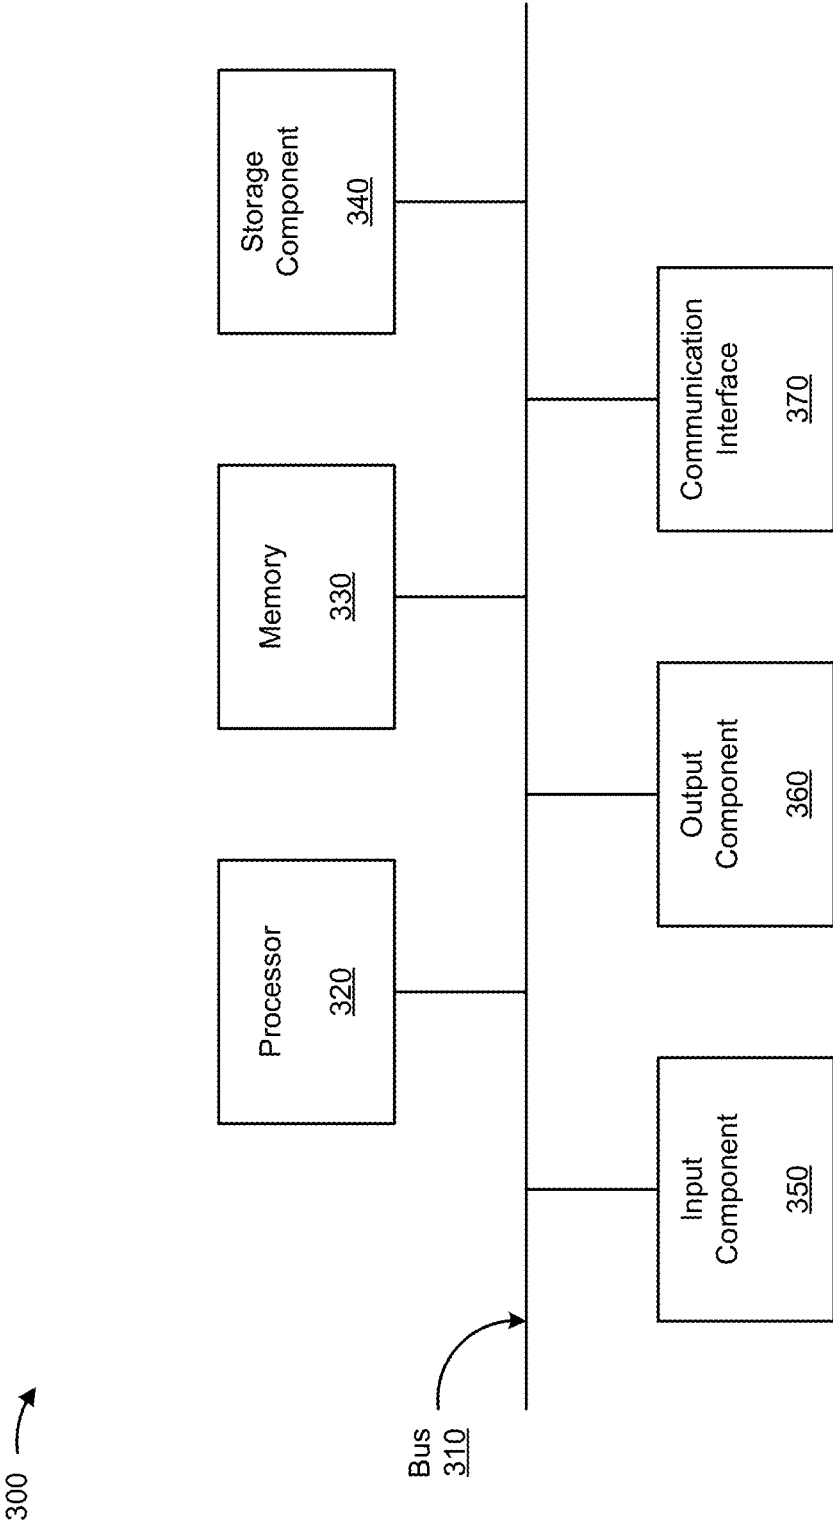 300
Processor
320
Memory
330
Storage
Component
340
Bus
310
Input
Component
350
Output
Component
360
Communication
Interface
370